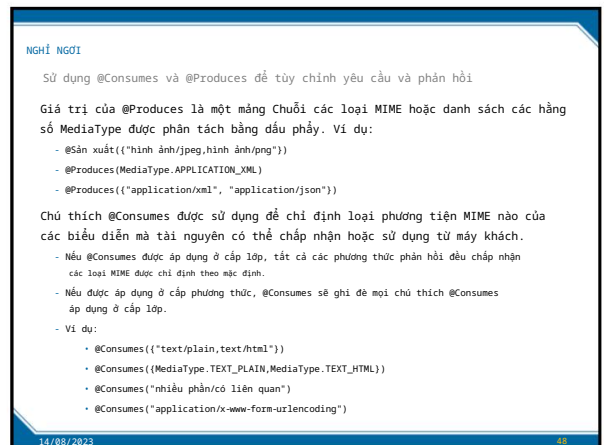 NGHỈ NGƠI
Sử dụng @Consumes và @Produces để tùy chỉnh yêu cầu và phản hồi
Giá trị của @Produces là một mảng Chuỗi các loại MIME hoặc danh sách các hằng
số MediaType được phân tách bằng dấu phẩy. Ví dụ:
- @Sản xuất({"hình ảnh/jpeg,hình ảnh/png"})
- @Produces(MediaType.APPLICATION_XML)
- @Produces({"application/xml", "application/json"})
Chú thích @Consumes được sử dụng để chỉ định loại phương tiện MIME nào của
các biểu diễn mà tài nguyên có thể chấp nhận hoặc sử dụng từ máy khách.
- Nếu @Consumes được áp dụng ở cấp lớp, tất cả các phương thức phản hồi đều chấp nhận
các loại MIME được chỉ định theo mặc định.
- Nếu được áp dụng ở cấp phương thức, @Consumes sẽ ghi đè mọi chú thích @Consumes
áp dụng ở cấp lớp.
- Ví dụ:
• @Consumes({"text/plain,text/html"})
• @Consumes({MediaType.TEXT_PLAIN,MediaType.TEXT_HTML})
• @Consumes("nhiều phần/có liên quan")
• @Consumes("application/x-www-form-urlencoding")
14/08/2023
48